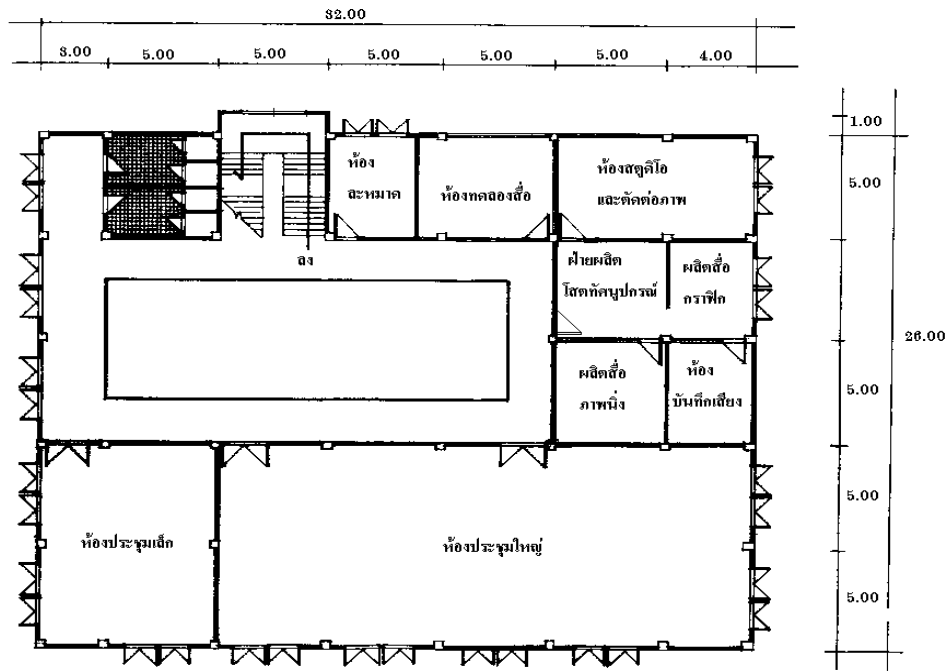 32.00
3.00 5.00 5.00 5.00 5.00 5.00 4.00
1.00
5.00
ห้อง
ละหมาด
ห้องทดลองสื่อ
ห้องสตูดิโอ
และตัดต่อภาพ
ลง
ฝ่ายผลิต
โสตทัศนูปกรณ์
ผลิตสื่อ
กราฟิก
26.00
ผลิตสื่อ
ภาพนิ่ง
ห้อง
บันทึกเสียง
5.00
5.00
ห้องประชุมเล็ก
ห้องประชุมใหญ่
5.00